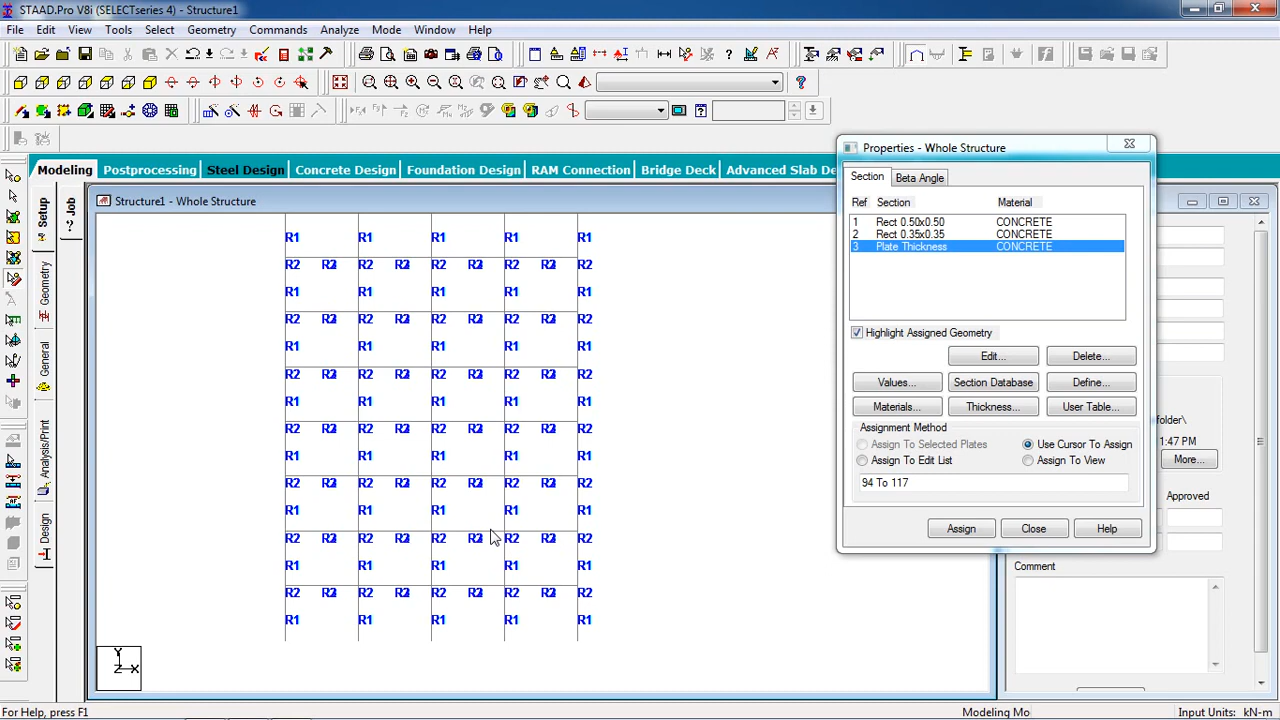 STAAD.Pro V8i (SELECTseries 4) - Structure1
File Edit View Tools Select Geometry Commands Analyze Mode Window Help
Modeling Postprocessing Steel Design Concrete Design Foundation Design RAM Connection Bridge Deck Advanced Slab De
Structure1 - Whole Structure
Job
Setup
Geometry
General
Analysis/Print
Design
R1 R1 R1 R1 R1
R2 R2 R2 R2 R2 R2 R2 R2 R2
R1 R1 R1 R1 R1
R2 R2 R2 R2 R2 R2 R2 R2 R2
R1 R1 R1 R1 R1
R2 R2 R2 R2 R2 R2 R2 R2 R2
R1 R1 R1 R1 R1
R2 R2 R2 R2 R2 R2 R2 R2 R2
R1 R1 R1 R1 R1
R2 R2 R2 R2 R2 R2 R2 R2 R2
R1 R1 R1 R1 R1
R2 R2 R2 R2 R2 R2 R2 R2 R2
R1 R1 R1 R1 R1
R2 R2 R2 R2 R2 R2 R2 R2 R2
R1 R1 R1 R1 R1
Y
Z X
Properties - Whole Structure
Section Beta Angle
Ref Section Material
1 Rect 0.50x0.50 CONCRETE
2 Rect 0.35x0.35 CONCRETE
3 Plate Thickness CONCRETE
Highlight Assigned Geometry
Edit... Delete...
Values... Section Database Define...
Materials... Thickness... User Table...
Assignment Method
Assign To Selected Plates Use Cursor To Assign
Assign To Edit List Assign To View
94 To 117
Assign Close Help
folder\
1:47 PM
More...
Approved
Comment
For Help, press F1
Modeling Mo
Input Units: kN-m